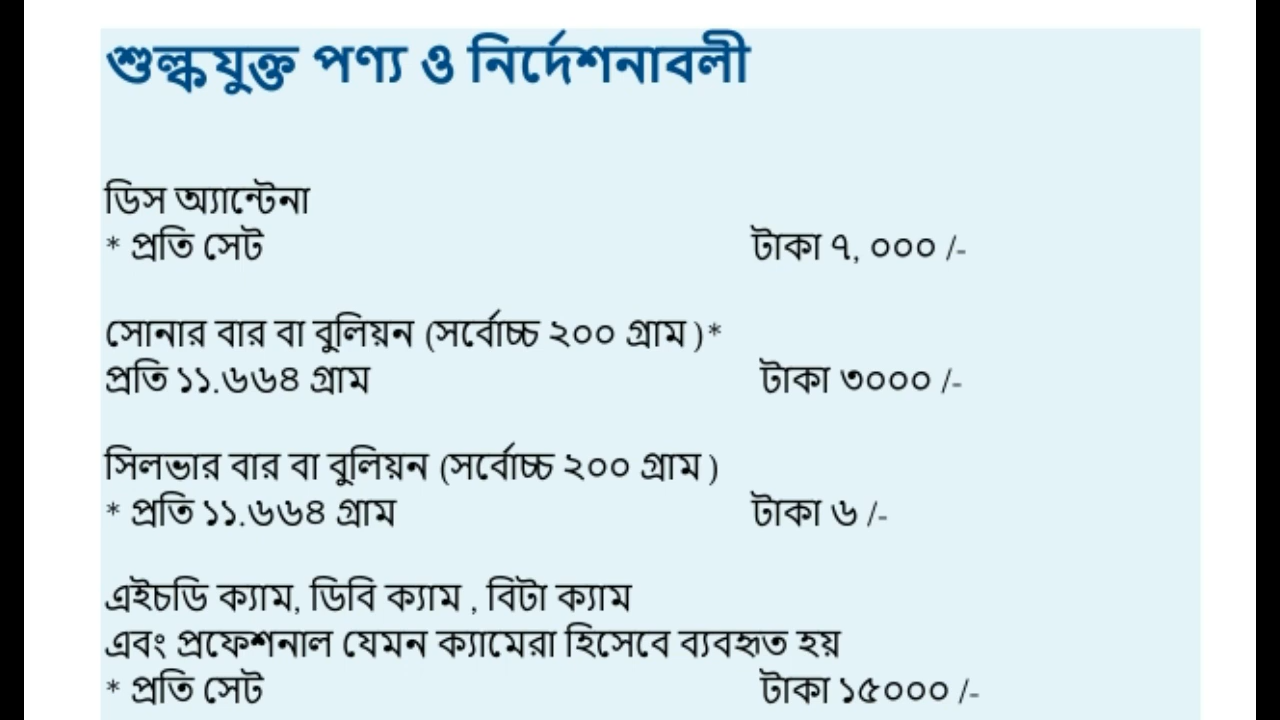 শুল্কযুক্ত পণ্য ও নির্দেশনাবলী
ডিস অ্যান্টেনা
* প্রতি সেট টাকা ৭, ০০০ /-
সোনার বার বা বুলিয়ন (সর্বোচ্চ ২০০ গ্রাম )*
প্রতি ১১.৬৬৪ গ্রাম টাকা ৩০০০ /-
সিলভার বার বা বুলিয়ন (সর্বোচ্চ ২০০ গ্রাম )
* প্রতি ১১.৬৬৪ গ্রাম টাকা ৬ /-
এইচডি ক্যাম, ডিবি ক্যাম , বিটা ক্যাম
এবং প্রফেশনাল যেমন ক্যামেরা হিসেবে ব্যবহৃত হয়
* প্রতি সেট টাকা ১৫০০০ /-